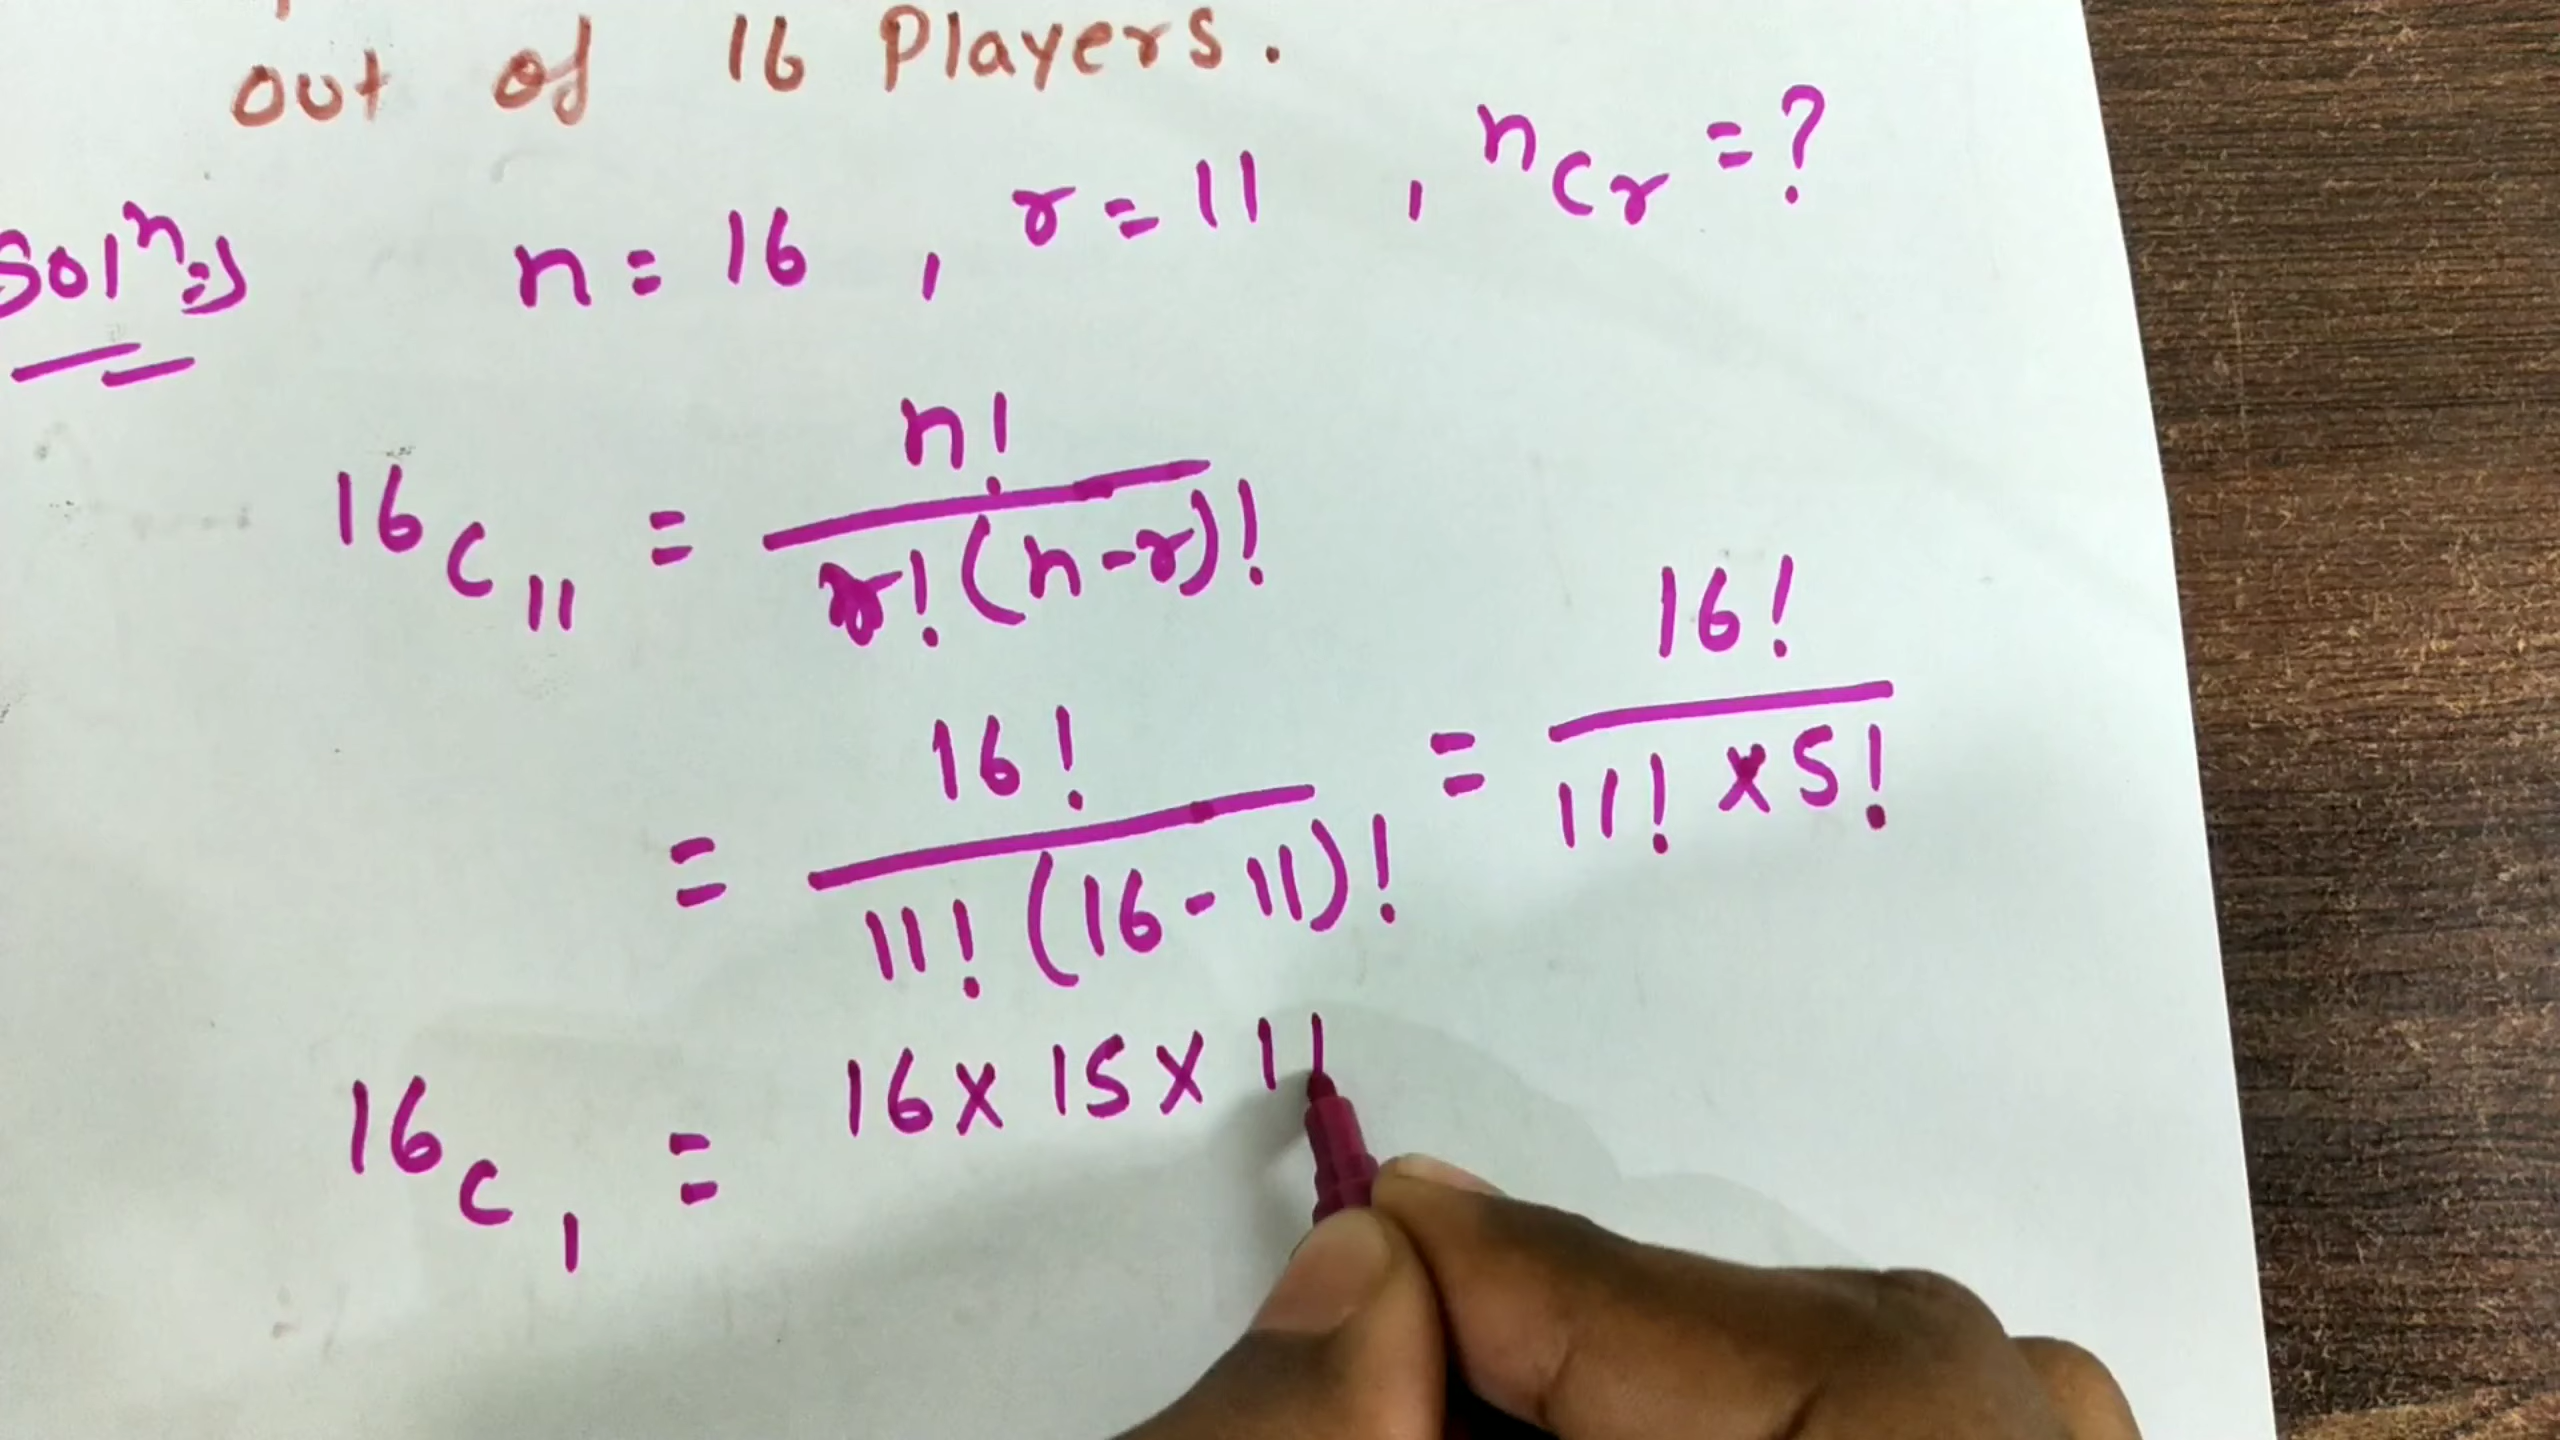 out of 16 Players.
Solⁿ:⇒ n = 16 , r = 11 , nCr = ?
16C11 = n! / r!(n-r)!
= 16! / 11!(16-11)! = 16! / 11! × 5!
16C1 = 16 × 15 × 11